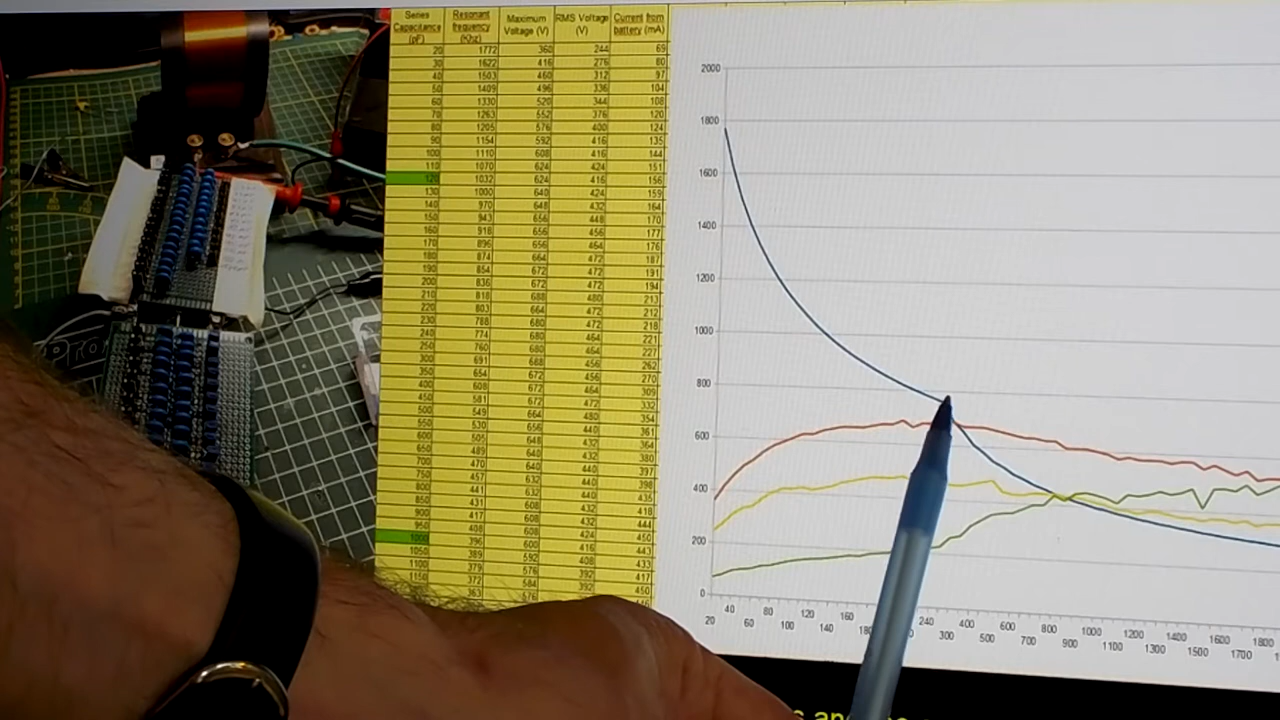 Series Capacitance (pF) Resonant frequency (Khz) Maximum Voltage (V) RMS Voltage (V) Current from battery (mA)
20 1772 360 244 69
30 1622 416 276 80
40 1503 460 312 97
50 1409 496 336 104
60 1330 520 344 108
70 1263 552 376 120
80 1205 576 400 124
90 1154 592 416 135
100 1110 608 416 144
110 1070 624 424 151
120 1032 624 416 156
130 1000 640 424 159
140 970 648 432 164
150 943 656 448 170
160 918 656 456 177
170 896 656 464 176
180 874 664 472 187
190 854 672 472 191
200 836 672 472 194
210 818 688 480 213
220 803 664 472 212
230 788 680 472 218
240 774 680 464 221
250 760 680 464 227
300 691 668 456 262
350 654 672 456 270
400 608 672 464 309
450 581 672 472 332
500 549 664 480 354
550 530 656 440 361
600 505 648 432 364
650 489 640 432 380
700 470 640 440 397
750 457 632 440 398
800 441 632 440 435
850 431 608 432 418
900 417 608 432 444
950 408 608 424 450
1000 396 600 416 443
1050 389 592 408 433
1100 379 576 392 417
1150 372 584 392 450
363 576
2000
1800
1600
1400
1200
1000
800
600
400
200
0
20 40 60 80 100 120 140 160 240 300 400 500 600 700 800 900 1000 1100 1200 1300 1400 1500 1600 1700
Pro